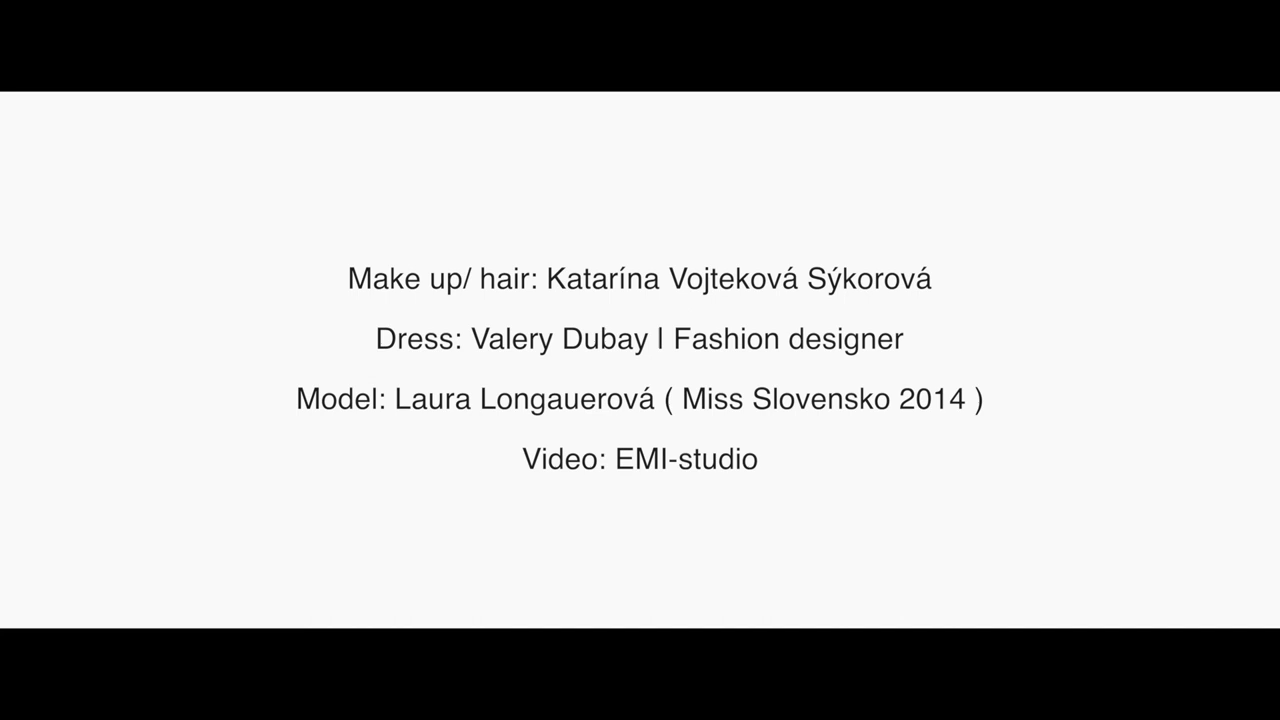 Make up/ hair: Katarína Vojteková Sýkorová
Dress: Valery Dubay l Fashion designer
Model: Laura Longauerová ( Miss Slovensko 2014 )
Video: EMI-studio